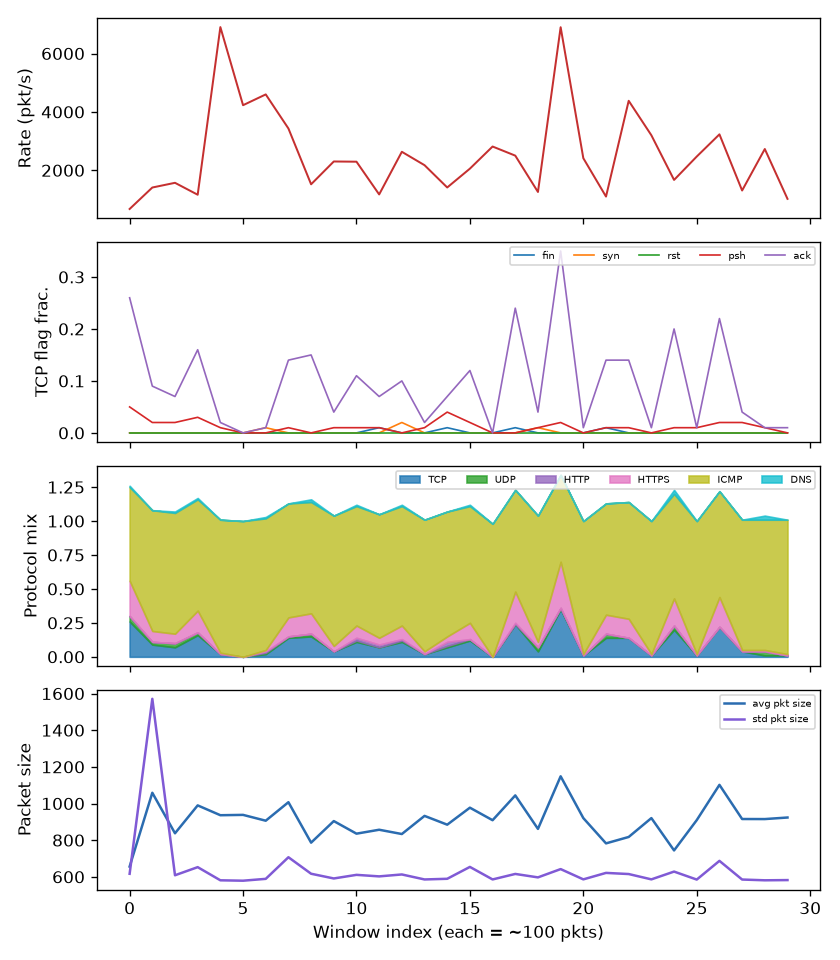 6000
4000
2000
Rate (pkt/s)
fin syn rst psh ack
0.3
0.2
0.1
0.0
TCP flag frac.
TCP UDP HTTP HTTPS ICMP DNS
1.25
1.00
0.75
0.50
0.25
0.00
Protocol mix
avg pkt size
std pkt size
1600
1400
1200
1000
800
600
Packet size
0 5 10 15 20 25 30
Window index (each = ~100 pkts)